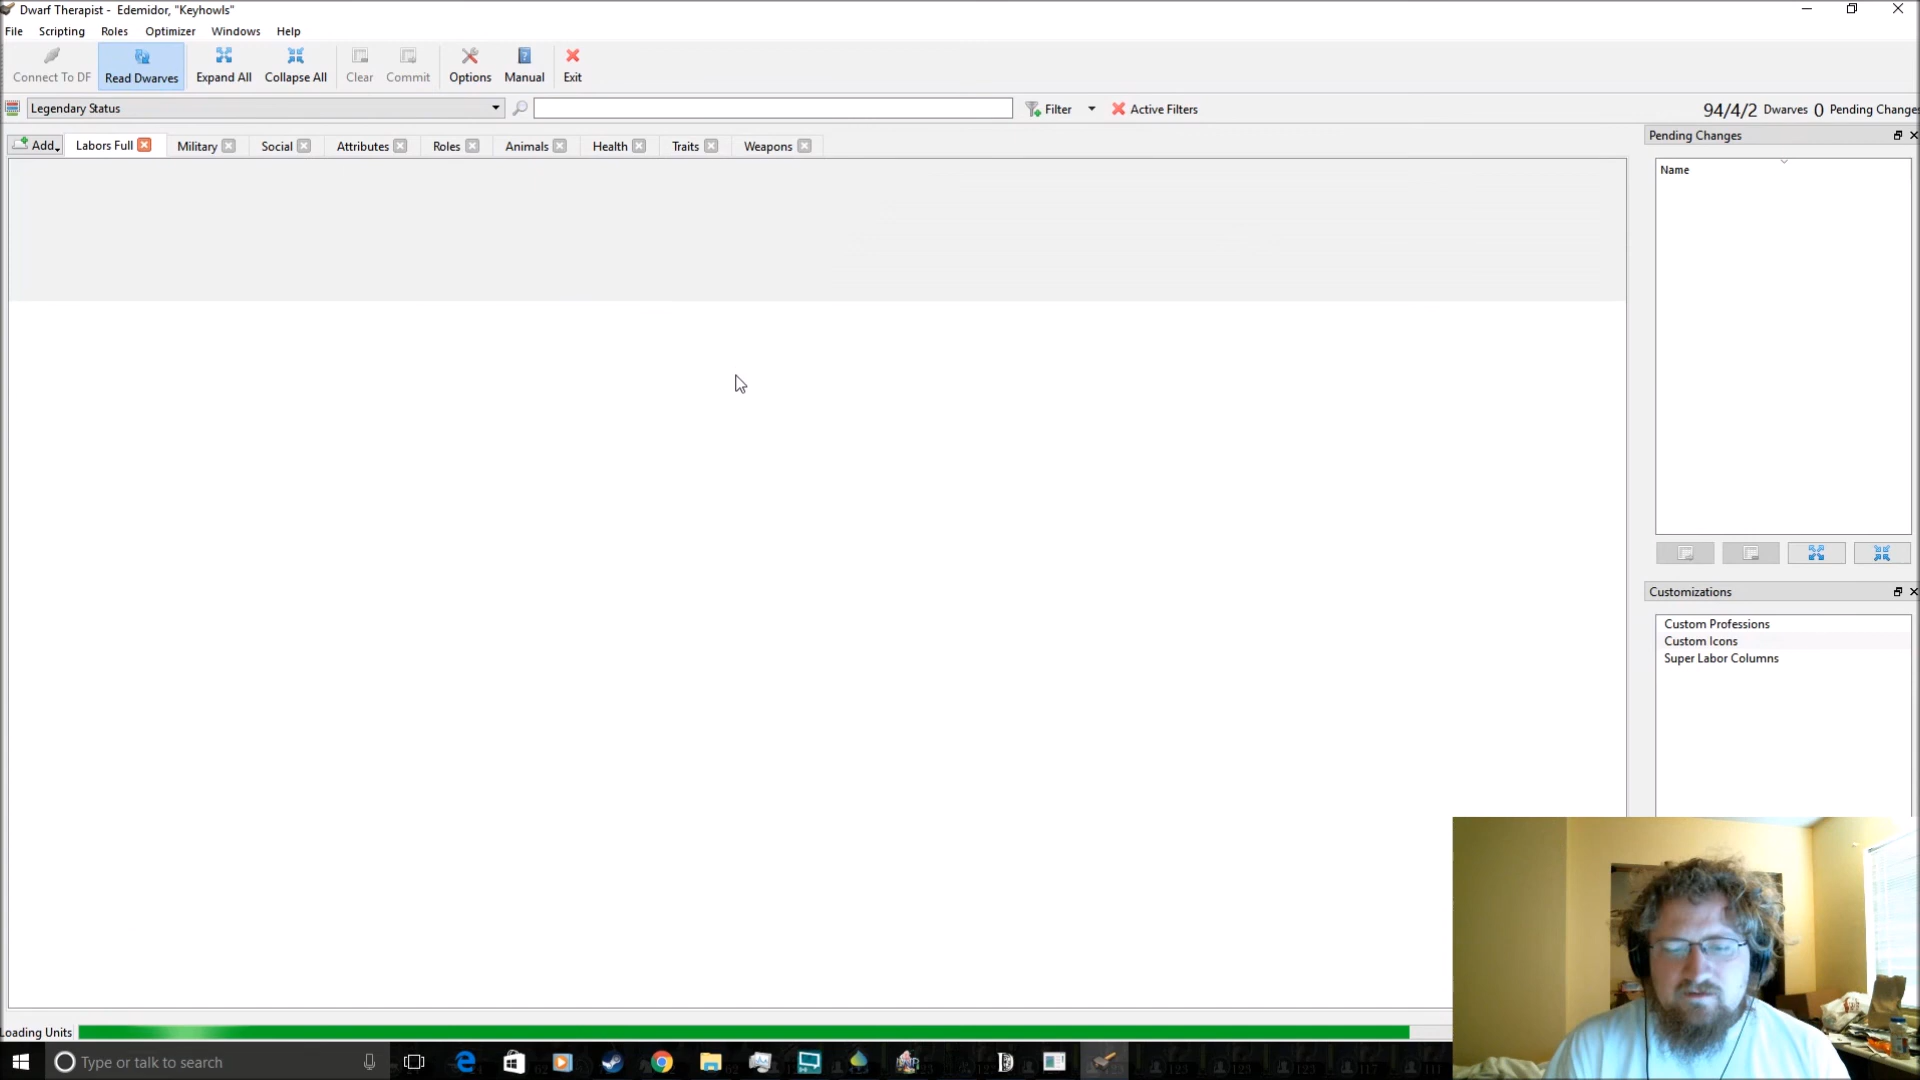 Dwarf Therapist - Edemidor, "Keyhowls"
File Scripting Roles Optimizer Windows Help
Connect To DF Read Dwarves Expand All Collapse All Clear Commit Options Manual Exit
Legendary Status Filter Active Filters 94/4/2 Dwarves 0 Pending Change
Add Labors Full Military Social Attributes Roles Animals Health Traits Weapons
Pending Changes
Name
Customizations
Custom Professions
Custom Icons
Super Labor Columns
Loading Units
Type or talk to search